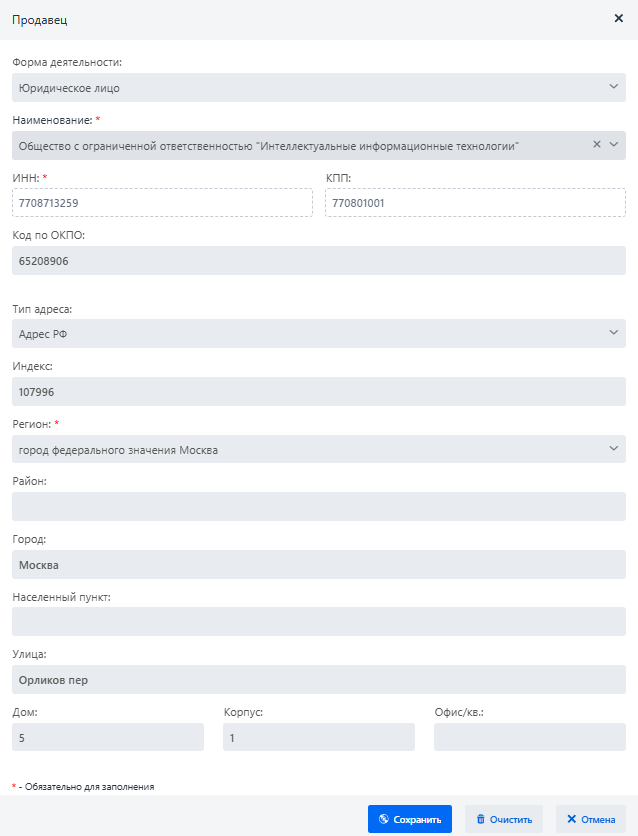 Продавец
Форма деятельности:
Юридическое лицо
Наименование: *
Общество с ограниченной ответственностью "Интеллектуальные информационные технологии"
ИНН: * КПП:
7708713259 770801001
Код по ОКПО:
65208906
Тип адреса:
Адрес РФ
Индекс:
107996
Регион: *
город федерального значения Москва
Район:
Город:
Москва
Населенный пункт:
Улица:
Орликов пер
Дом: Корпус: Офис/кв.:
5 1
* - Обязательно для заполнения
Сохранить Очистить Отмена